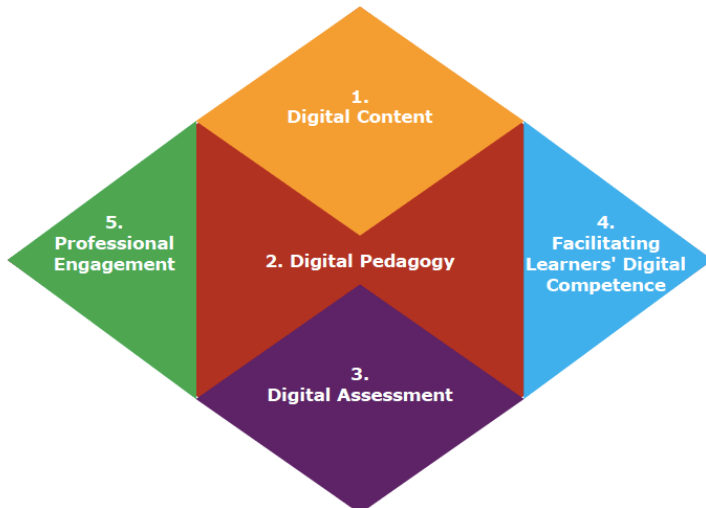 1.
Digital Content
5.
Professional
Engagement
2. Digital Pedagogy
4.
Facilitating
Learners' Digital
Competence
3.
Digital Assessment